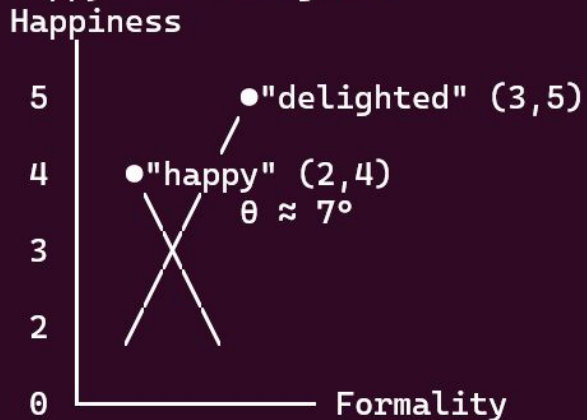 Happiness
5 "delighted" (3,5)
4 "happy" (2,4)
θ ≈ 7°
3
2
0 Formality